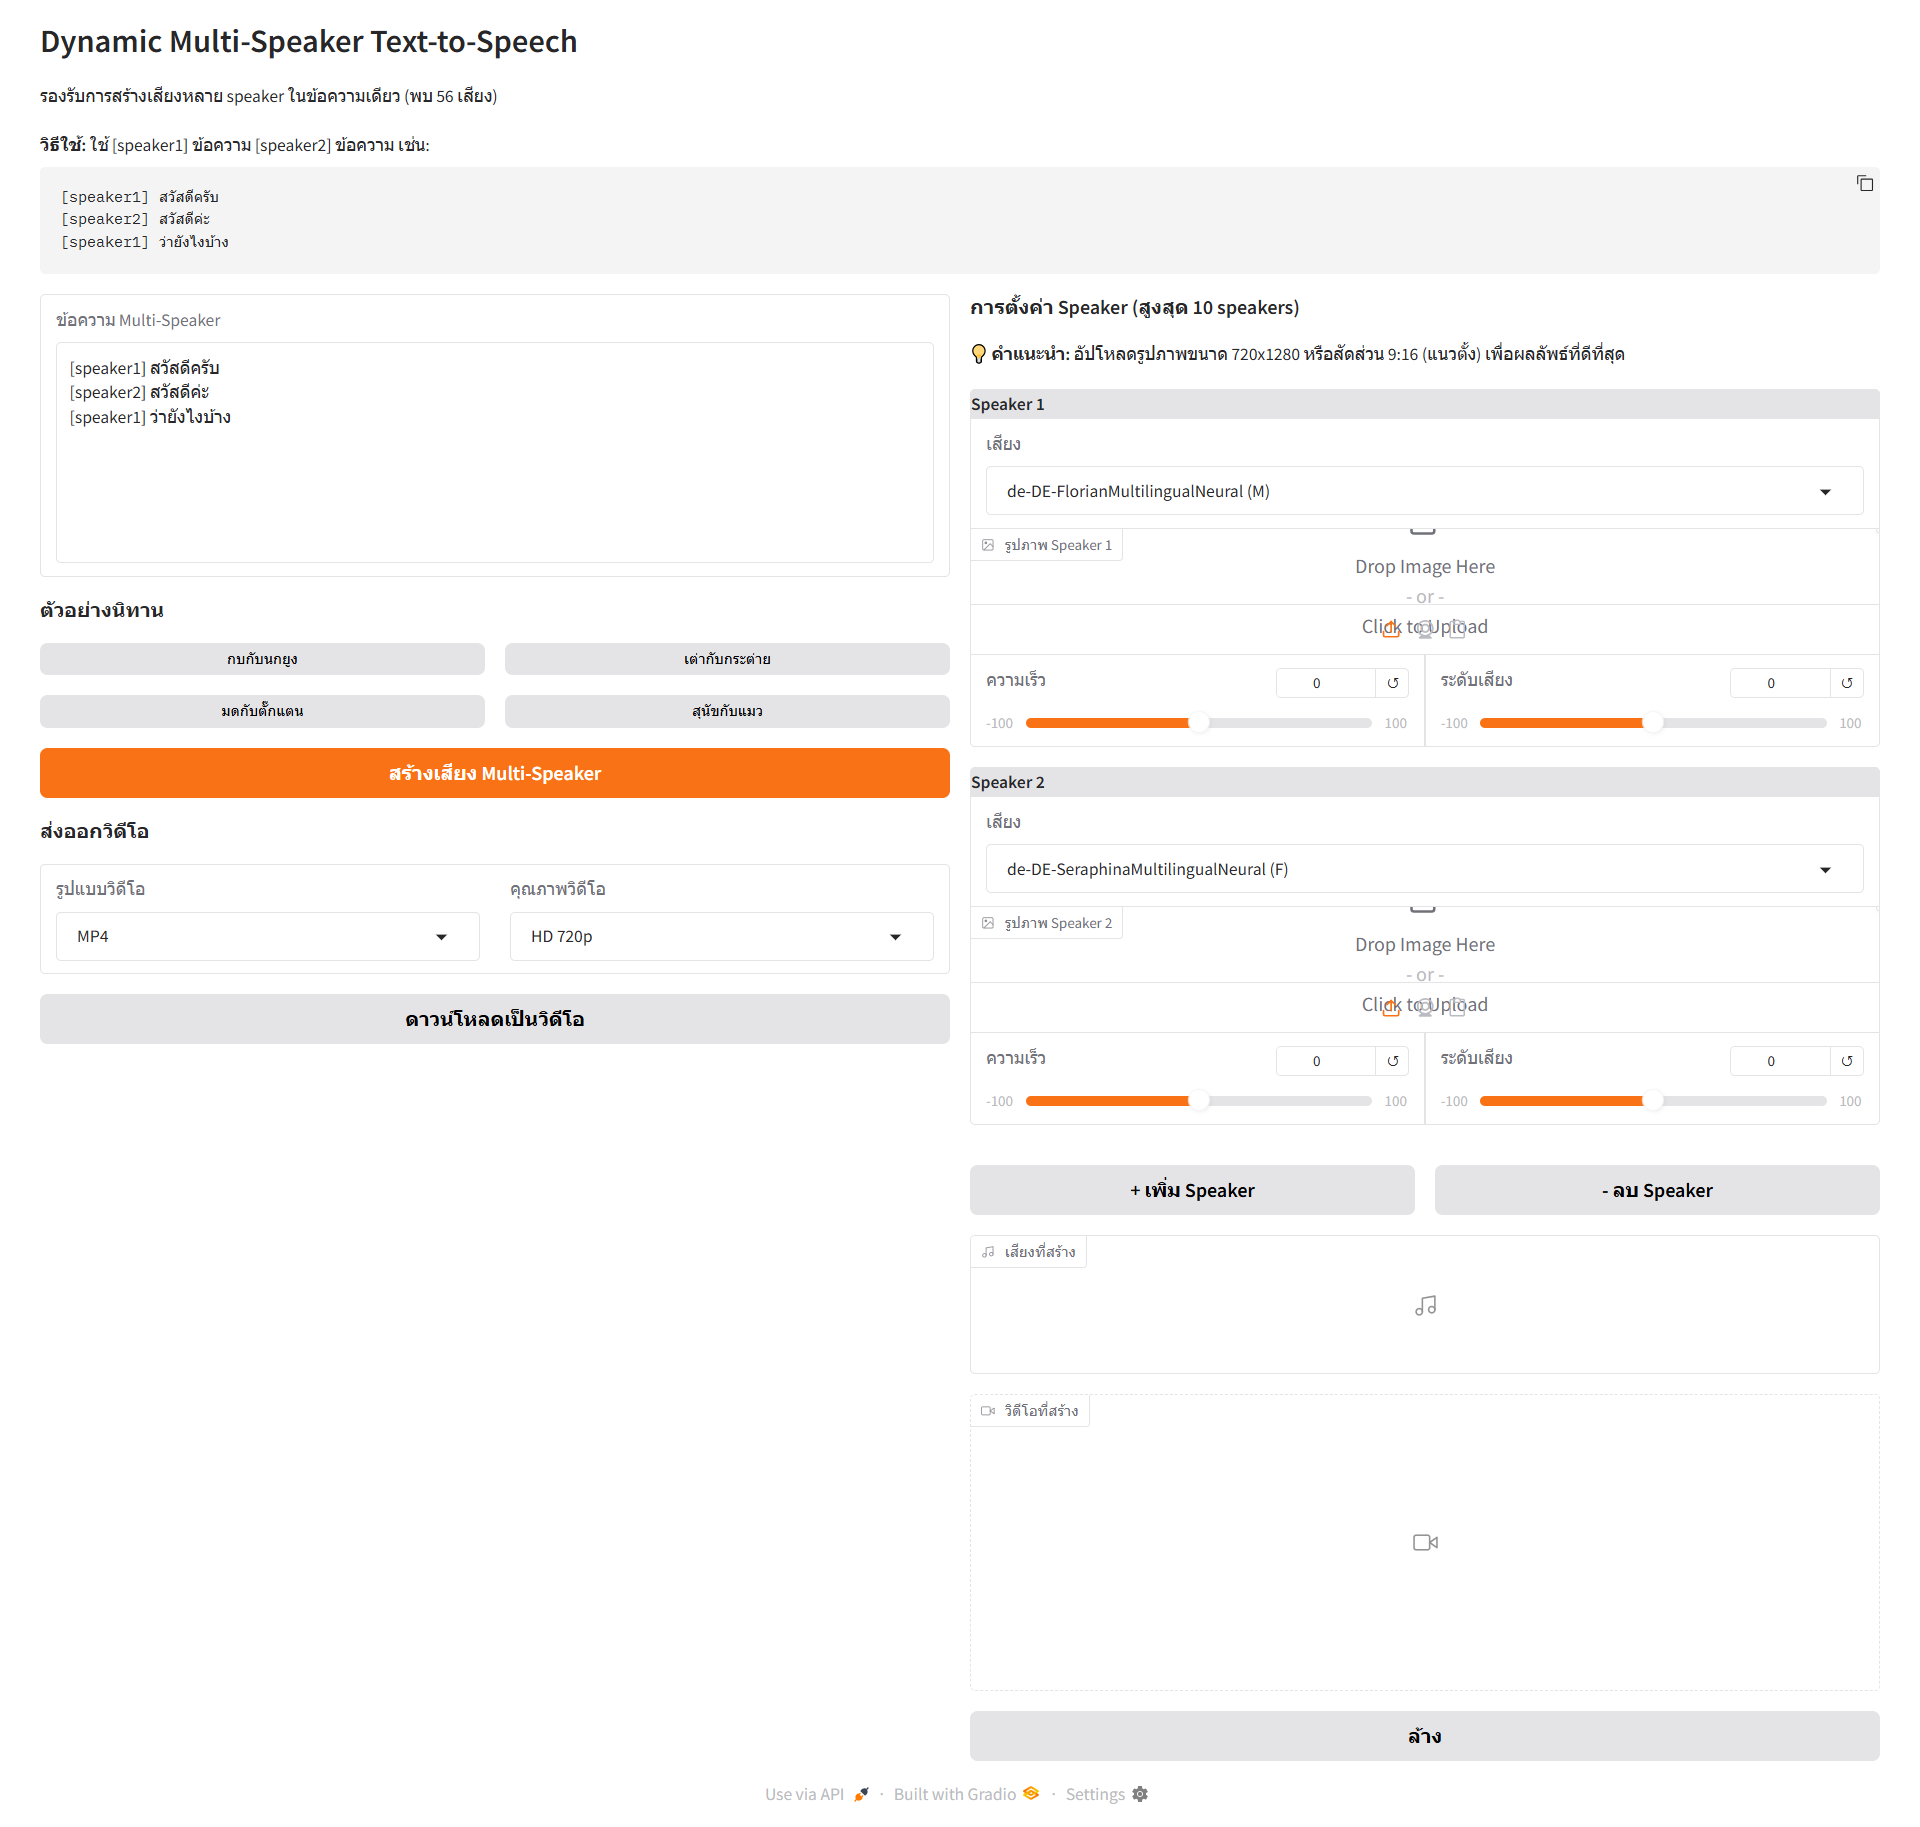 Dynamic Multi-Speaker Text-to-Speech
รองรับการสร้างเสียงหลาย speaker ในข้อความเดียว (พบ 56 เสียง)
วิธีใช้: ใช้ [speaker1] ข้อความ [speaker2] ข้อความ เช่น:
[speaker1] สวัสดีครับ
[speaker2] สวัสดีค่ะ
[speaker1] ว่ายังไงบ้าง
ข้อความ Multi-Speaker
[speaker1] สวัสดีครับ
[speaker2] สวัสดีค่ะ
[speaker1] ว่ายังไงบ้าง
ตัวอย่างนิทาน
กบกับนกยูง
เต่ากับกระต่าย
มดกับตั๊กแตน
สุนัขกับแมว
สร้างเสียง Multi-Speaker
ส่งออกวิดีโอ
รูปแบบวิดีโอ
คุณภาพวิดีโอ
MP4
HD 720p
ดาวน์โหลดเป็นวิดีโอ
การตั้งค่า Speaker (สูงสุด 10 speakers)
คำแนะนำ: อัปโหลดรูปภาพขนาด 720x1280 หรือสัดส่วน 9:16 (แนวตั้ง) เพื่อผลลัพธ์ที่ดีที่สุด
Speaker 1
เสียง
de-DE-FlorianMultilingualNeural (M)
รูปภาพ Speaker 1
Drop Image Here
- or -
Click to Upload
ความเร็ว
0
-100
100
ระดับเสียง
0
-100
100
Speaker 2
เสียง
de-DE-SeraphinaMultilingualNeural (F)
รูปภาพ Speaker 2
Drop Image Here
- or -
Click to Upload
ความเร็ว
0
-100
100
ระดับเสียง
0
-100
100
+ เพิ่ม Speaker
- ลบ Speaker
เสียงที่สร้าง
วิดีโอที่สร้าง
ล้าง
Use via API · Built with Gradio · Settings